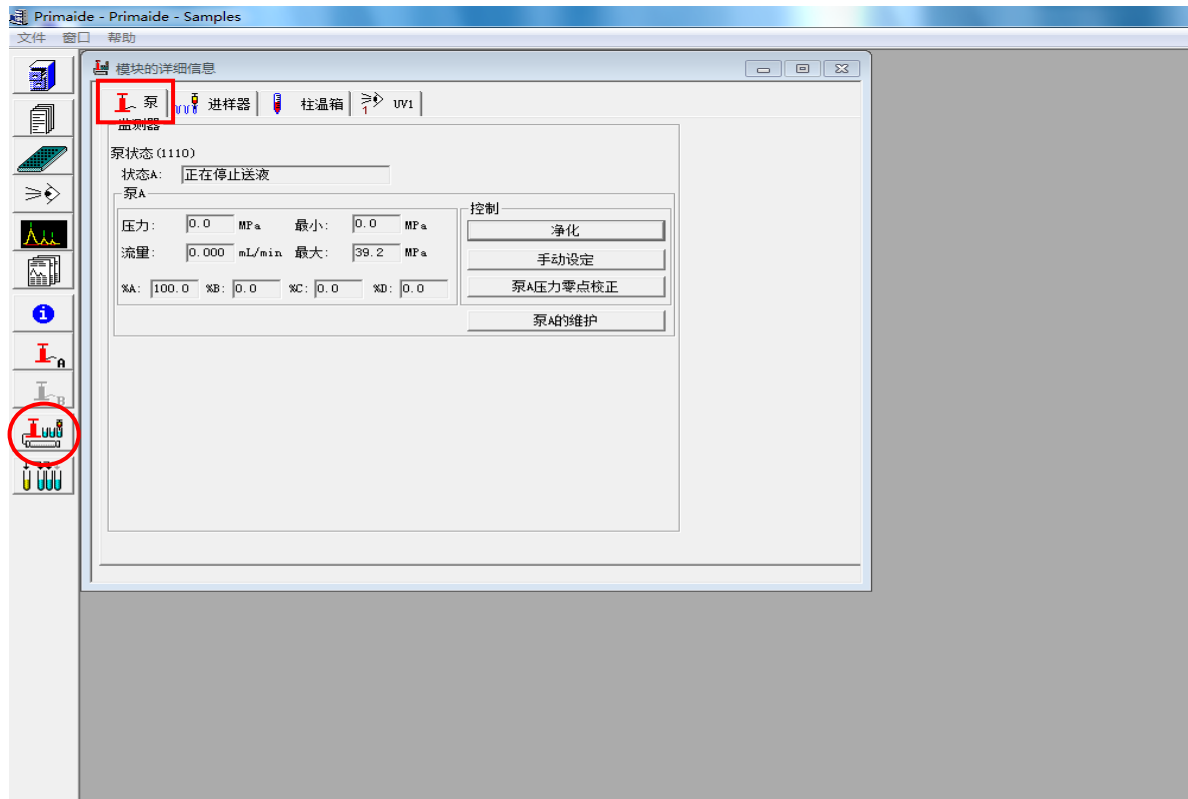 Primaide - Primaide - Samples
文件 窗口 帮助
模块的详细信息
泵 进样器 柱温箱 1 UV1
监测器
泵状态(1110)
状态A: 正在停止送液
泵A
控制
压力: 0.0 MPa 最小: 0.0 MPa
净化
流量: 0.000 mL/min 最大: 39.2 MPa
手动设定
%A: 100.0 %B: 0.0 %C: 0.0 %D: 0.0
泵A压力零点校正
泵A的维护
i
A
B